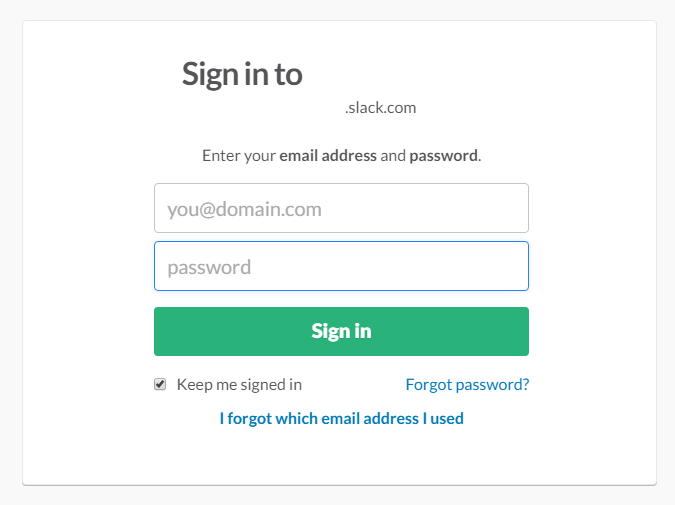 Sign in to
.slack.com
Enter your email address and password.
you@domain.com
password
Sign in
Keep me signed in Forgot password?
I forgot which email address I used